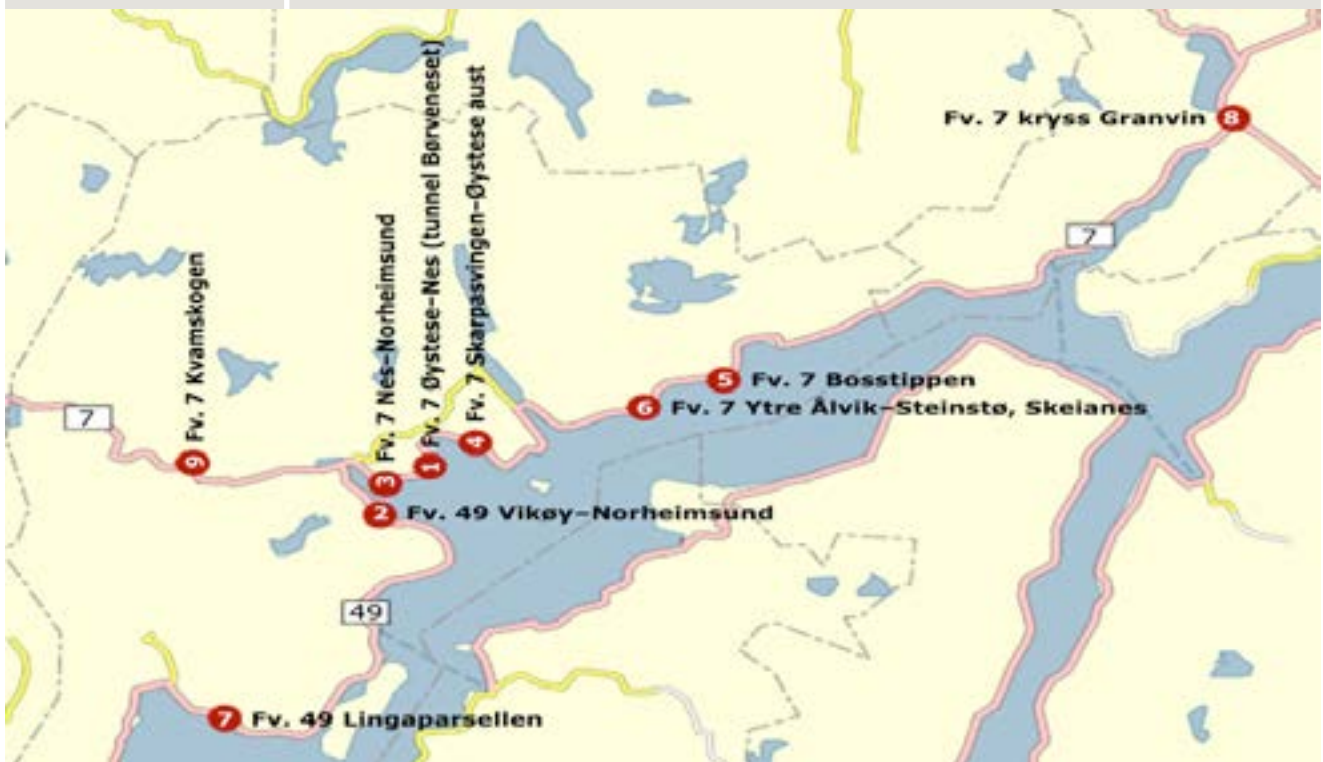 8 Fv. 7 kryss Granvin
7
9 Fv. 7 Kvamskogen
3 Fv. 7 Nes–Norheimsund
1 Fv. 7 Øystese–Nes (tunnel Børveneset)
4 Fv. 7 Skarpasvingen–Øystese aust
5 Fv. 7 Bosstippen
6 Fv. 7 Ytre Ålvik–Steinstø, Skeianes
7
2 Fv. 49 Vikøy–Norheimsund
49
7 Fv. 49 Lingaparsellen